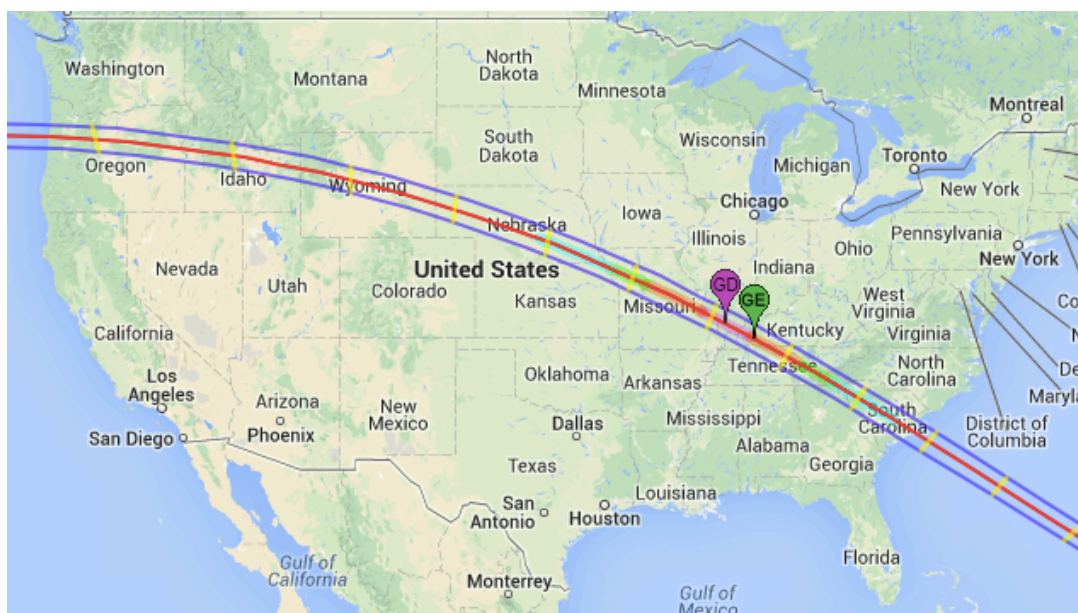 Washington
Montana
North
Dakota
Minnesota
Montreal
Oregon
Idaho
Wyoming
South
Dakota
Wisconsin
Michigan
Toronto
New York
Nebraska
Iowa
Chicago
Illinois
Indiana
Ohio
Pennsylvania
New York
Nevada
Utah
Colorado
United States
Kansas
Missouri
GD
GE
Kentucky
West
Virginia
Virginia
California
Los
Angeles
San Diego
Arizona
Phoenix
New
Mexico
Oklahoma
Arkansas
Tennessee
North
Carolina
South
Carolina
District of
Columbia
Dallas
Texas
Mississippi
Alabama
Georgia
San
Antonio
Houston
Louisiana
Florida
Gulf of
California
Monterrey
Gulf of
Mexico